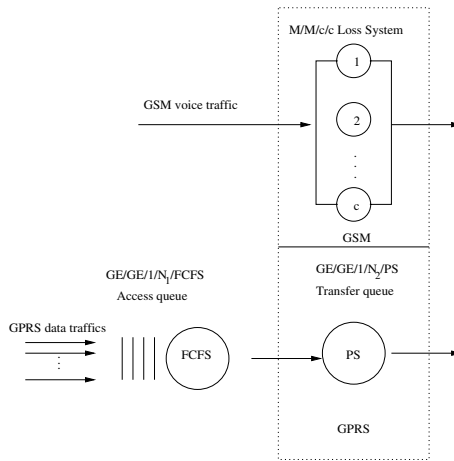 M/M/c/c Loss System
1
GSM voice traffic
2
c
GSM
GE/GE/1/N₁/FCFS
Access queue
GE/GE/1/N₂/PS
Transfer queue
GPRS data traffics
FCFS
PS
GPRS